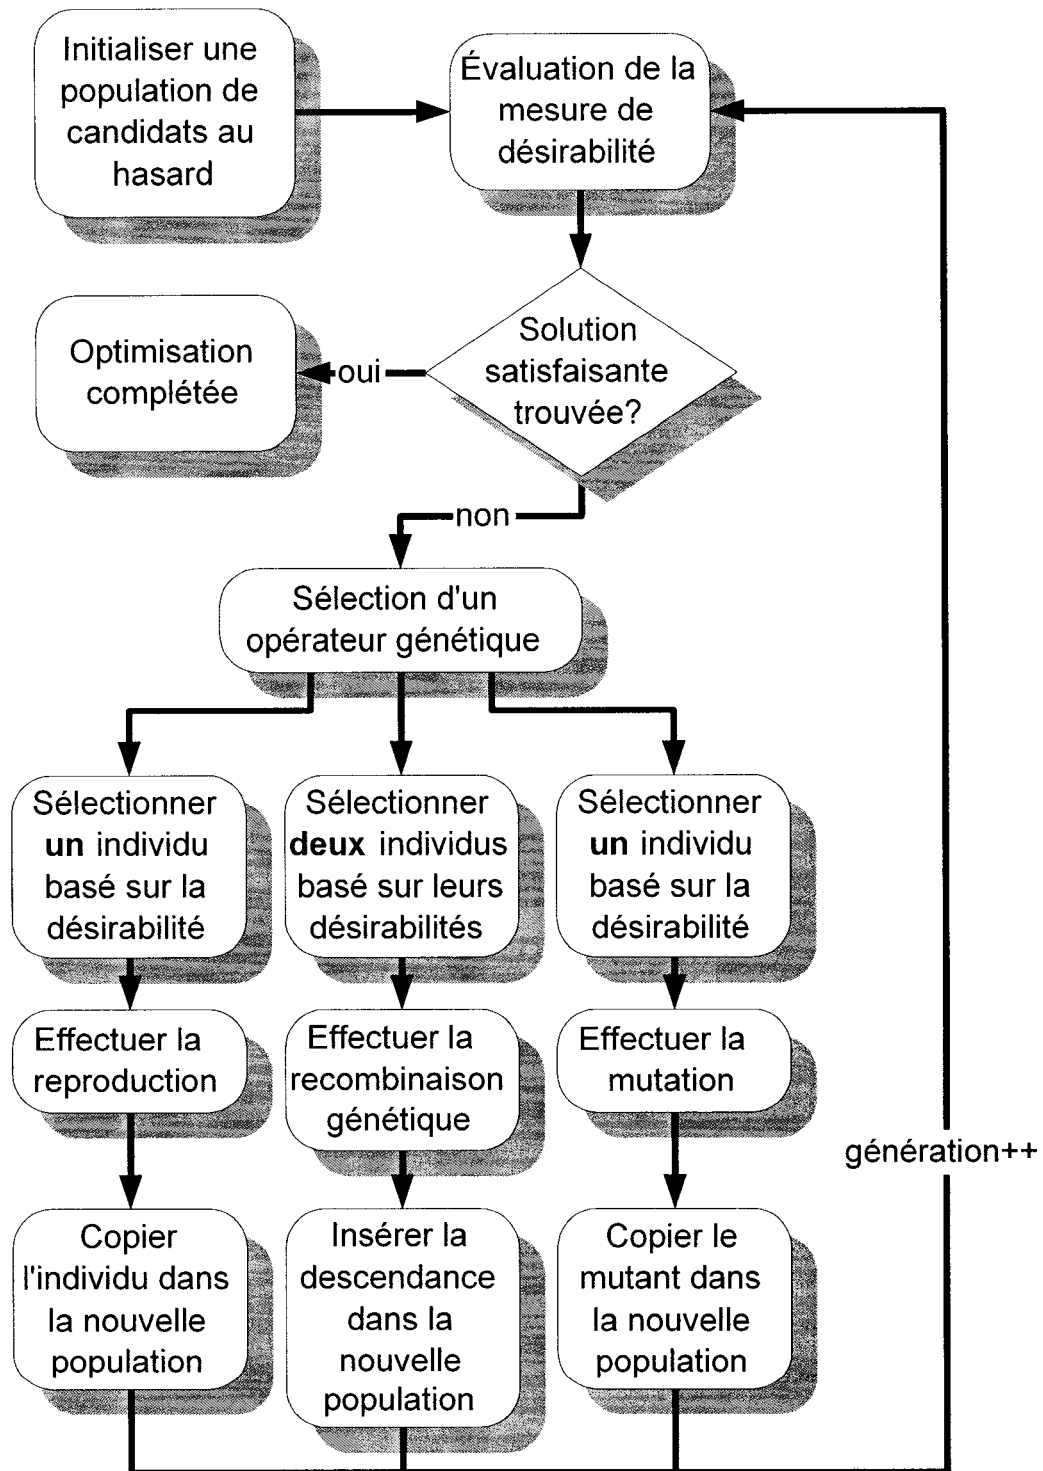 Initialiser une
population de
candidats au
hasard
Évaluation de la
mesure de
désirabilité
Optimisation
complétée
oui
Solution
satisfaisante
trouvée?
non
Sélection d'un
opérateur génétique
Sélectionner
un individu
basé sur la
désirabilité
Sélectionner
deux individus
basé sur leurs
désirabilités
Sélectionner
un individu
basé sur la
désirabilité
Effectuer la
reproduction
Effectuer la
recombinaison
génétique
Effectuer la
mutation
génération++
Copier
l'individu dans
la nouvelle
population
Insérer la
descendance
dans la
nouvelle
population
Copier le
mutant dans
la nouvelle
population